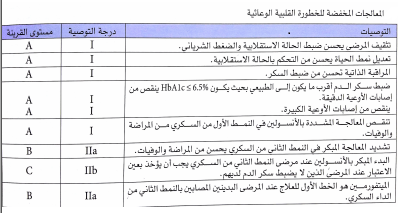 المعالجات المخفضة للخطورة القلبية الوعائية
التوصيات درجة التوصية مستوى القرينة
تثقيف المرضى يحسن ضبط الحالة الاستقلابية والضغط الشرياني. I A
تعديل نمط الحياة يحسن من التحكم بالحالة الاستقلابية. I A
المراقبة الذاتية تحسن من ضبط السكر. I A
ضبط سكر الدم أقرب ما يكون إلى الطبيعي بحيث يكون HbA1c ≤ 6.5% ينقص من
إصابات الأوعية الدقيقة. I A
ينقص من إصابات الأوعية الكبيرة. I A
تنقص المعالجة المشددة بالأنسولين في النمط الأول من السكري من المراضة
والوفيات. I A
تشديد المعالجة المبكر في النمط الثاني من السكري يحسن من المراضة والوفيات. IIa B
البدء المبكر بالأنسولين عند مرضى النمط الثاني من السكري يجب أن يؤخذ بعين
الاعتبار عند المرضى الذين لا يضبط سكر الدم لديهم. IIb C
الميتفورمين هو الخط الأول للعلاج عند المرضى البدينين المصابين بالنمط الثاني من
الداء السكري. IIa B